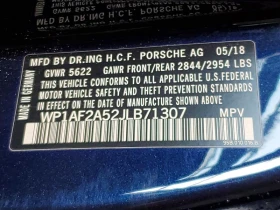 MFD BY DR.ING H.C.F. PORSCHE AG 05/18
GVWR 5622 GAWR FRONT/REAR 2844/2954 LBS
THIS VEHICLE CONFORMS TO ALL APPLICABLE U.S. FEDERAL
MOTOR VEHICLE SAFETY, BUMPER, AND THEFT PREVENTION
STANDARDS IN EFFECT ON THE DATE OF MANUFACTURE SHOWN ABOVE.
WP1AF2A52JLB71307 MPV
MADE IN GERMANY